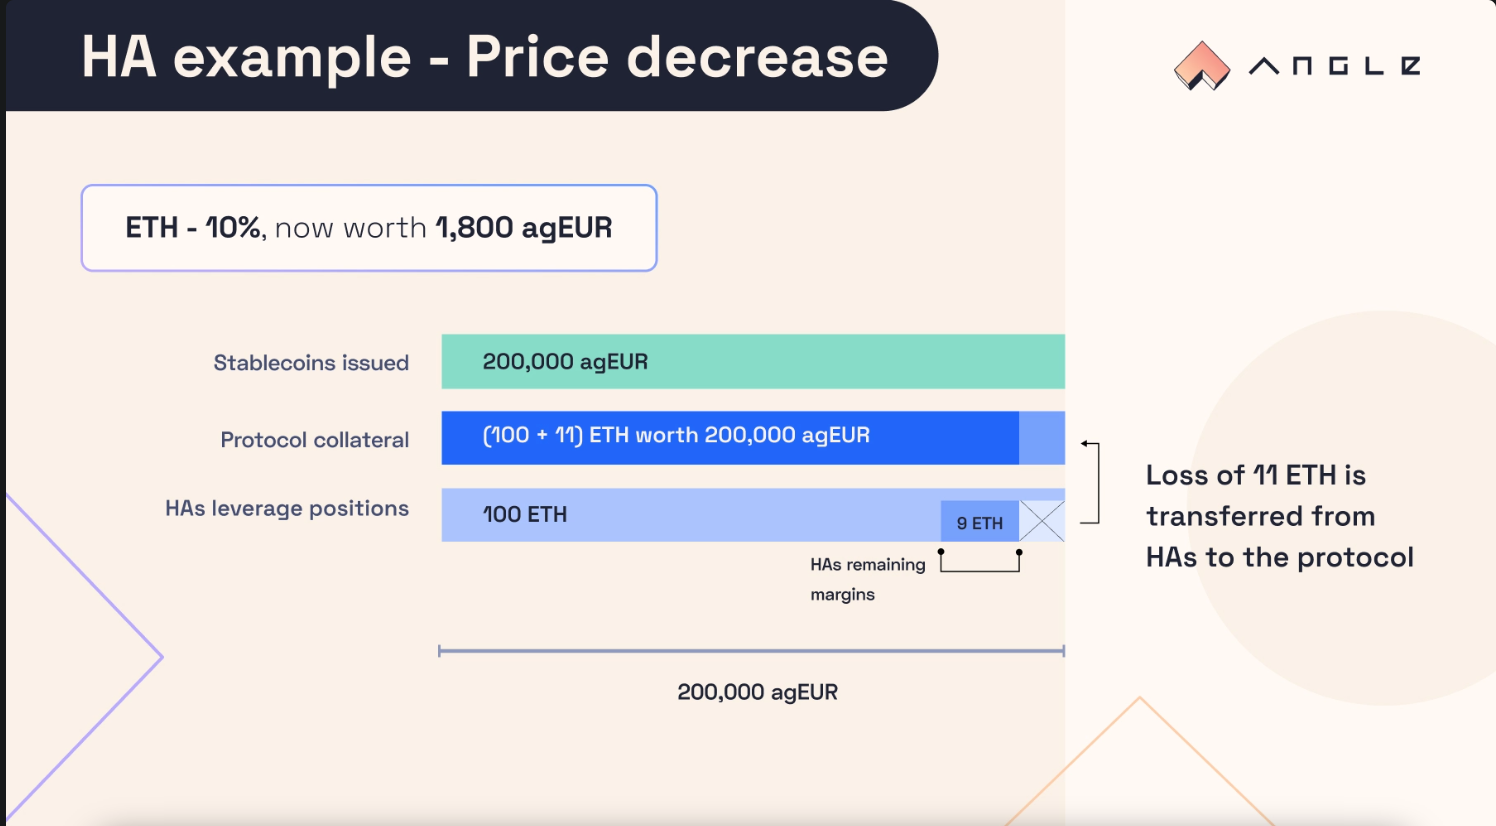 HA example - Price decrease
ANGLE
ETH - 10%, now worth 1,800 agEUR
Stablecoins issued
200,000 agEUR
Protocol collateral
(100 + 11) ETH worth 200,000 agEUR
HAs leverage positions
100 ETH
9 ETH
HAs remaining
margins
Loss of 11 ETH is
transferred from
HAs to the protocol
200,000 agEUR